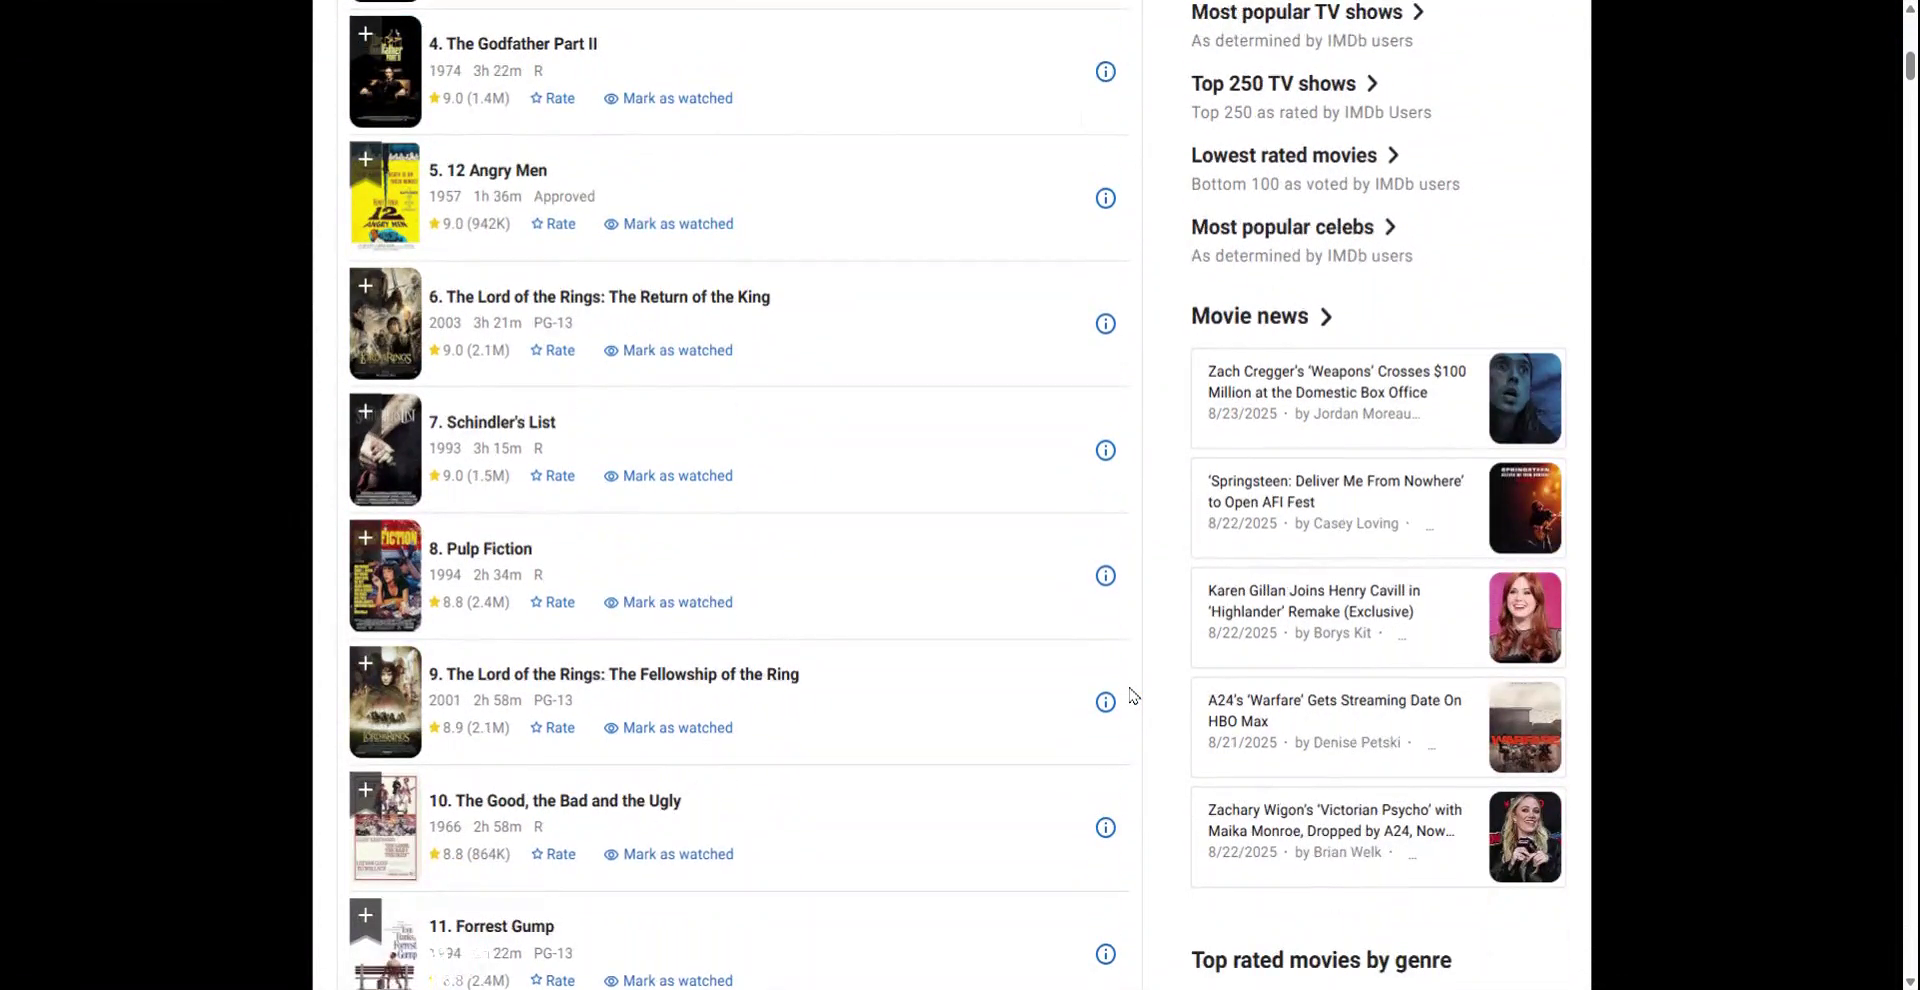 4. The Godfather Part II
1974 3h 22m R
9.0 (1.4M) Rate Mark as watched
5. 12 Angry Men
1957 1h 36m Approved
9.0 (942K) Rate Mark as watched
6. The Lord of the Rings: The Return of the King
2003 3h 21m PG-13
9.0 (2.1M) Rate Mark as watched
7. Schindler's List
1993 3h 15m R
9.0 (1.5M) Rate Mark as watched
8. Pulp Fiction
1994 2h 34m R
8.8 (2.4M) Rate Mark as watched
9. The Lord of the Rings: The Fellowship of the Ring
2001 2h 58m PG-13
8.9 (2.1M) Rate Mark as watched
10. The Good, the Bad and the Ugly
1966 2h 58m R
8.8 (864K) Rate Mark as watched
11. Forrest Gump
22m PG-13
(2.4M) Rate Mark as watched
Most popular TV shows
As determined by IMDb users
Top 250 TV shows
Top 250 as rated by IMDb Users
Lowest rated movies
Bottom 100 as voted by IMDb users
Most popular celebs
As determined by IMDb users
Movie news
Zach Cregger's 'Weapons' Crosses $100
Million at the Domestic Box Office
8/23/2025 · by Jordan Moreau...
'Springsteen: Deliver Me From Nowhere'
to Open AFI Fest
8/22/2025 · by Casey Loving · ...
Karen Gillan Joins Henry Cavill in
'Highlander' Remake (Exclusive)
8/22/2025 · by Borys Kit · ...
A24's 'Warfare' Gets Streaming Date On
HBO Max
8/21/2025 · by Denise Petski · ...
Zachary Wigon's 'Victorian Psycho' with
Maika Monroe, Dropped by A24, Now...
8/22/2025 · by Brian Welk · ...
Top rated movies by genre